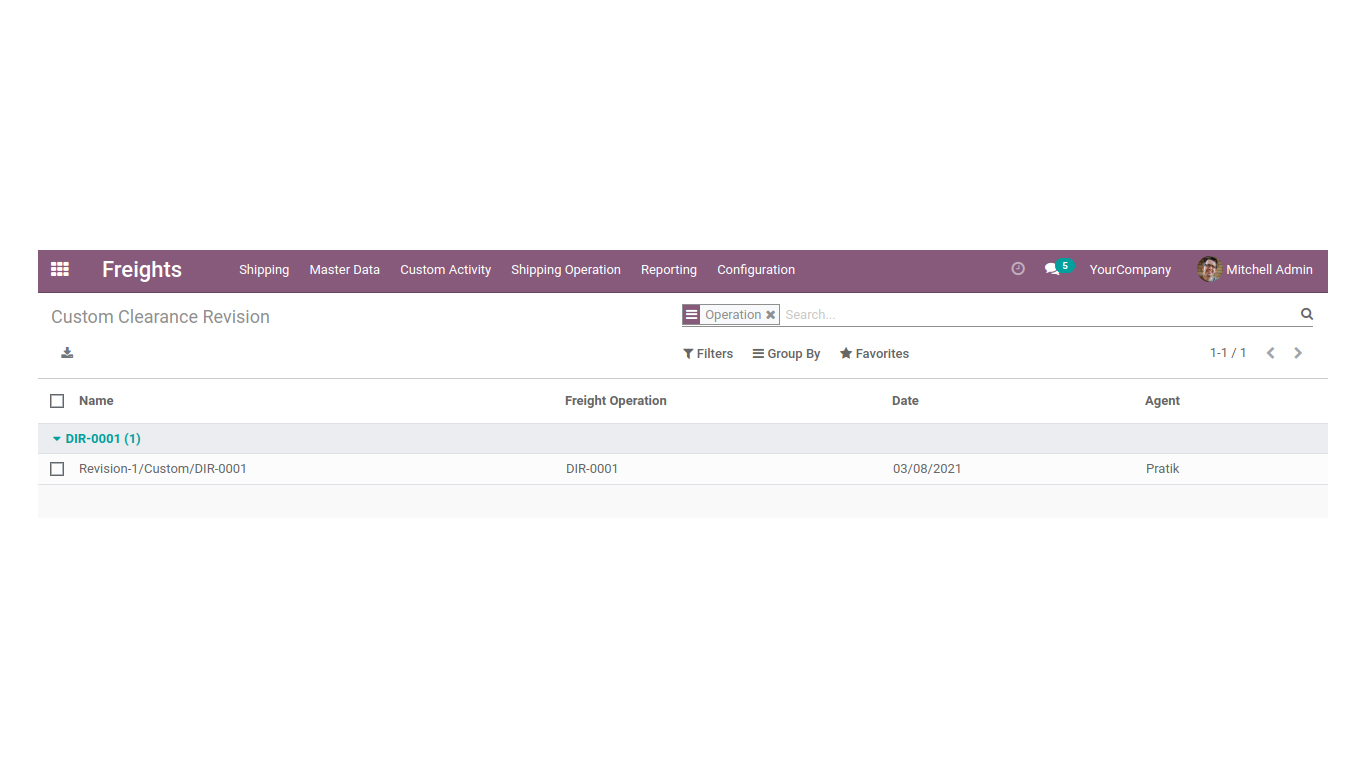 Freights Shipping Master Data Custom Activity Shipping Operation Reporting Configuration 5 YourCompany Mitchell Admin
Custom Clearance Revision Operation Search...
Filters Group By Favorites 1-1 / 1
Name Freight Operation Date Agent
DIR-0001 (1)
Revision-1/Custom/DIR-0001 DIR-0001 03/08/2021 Pratik